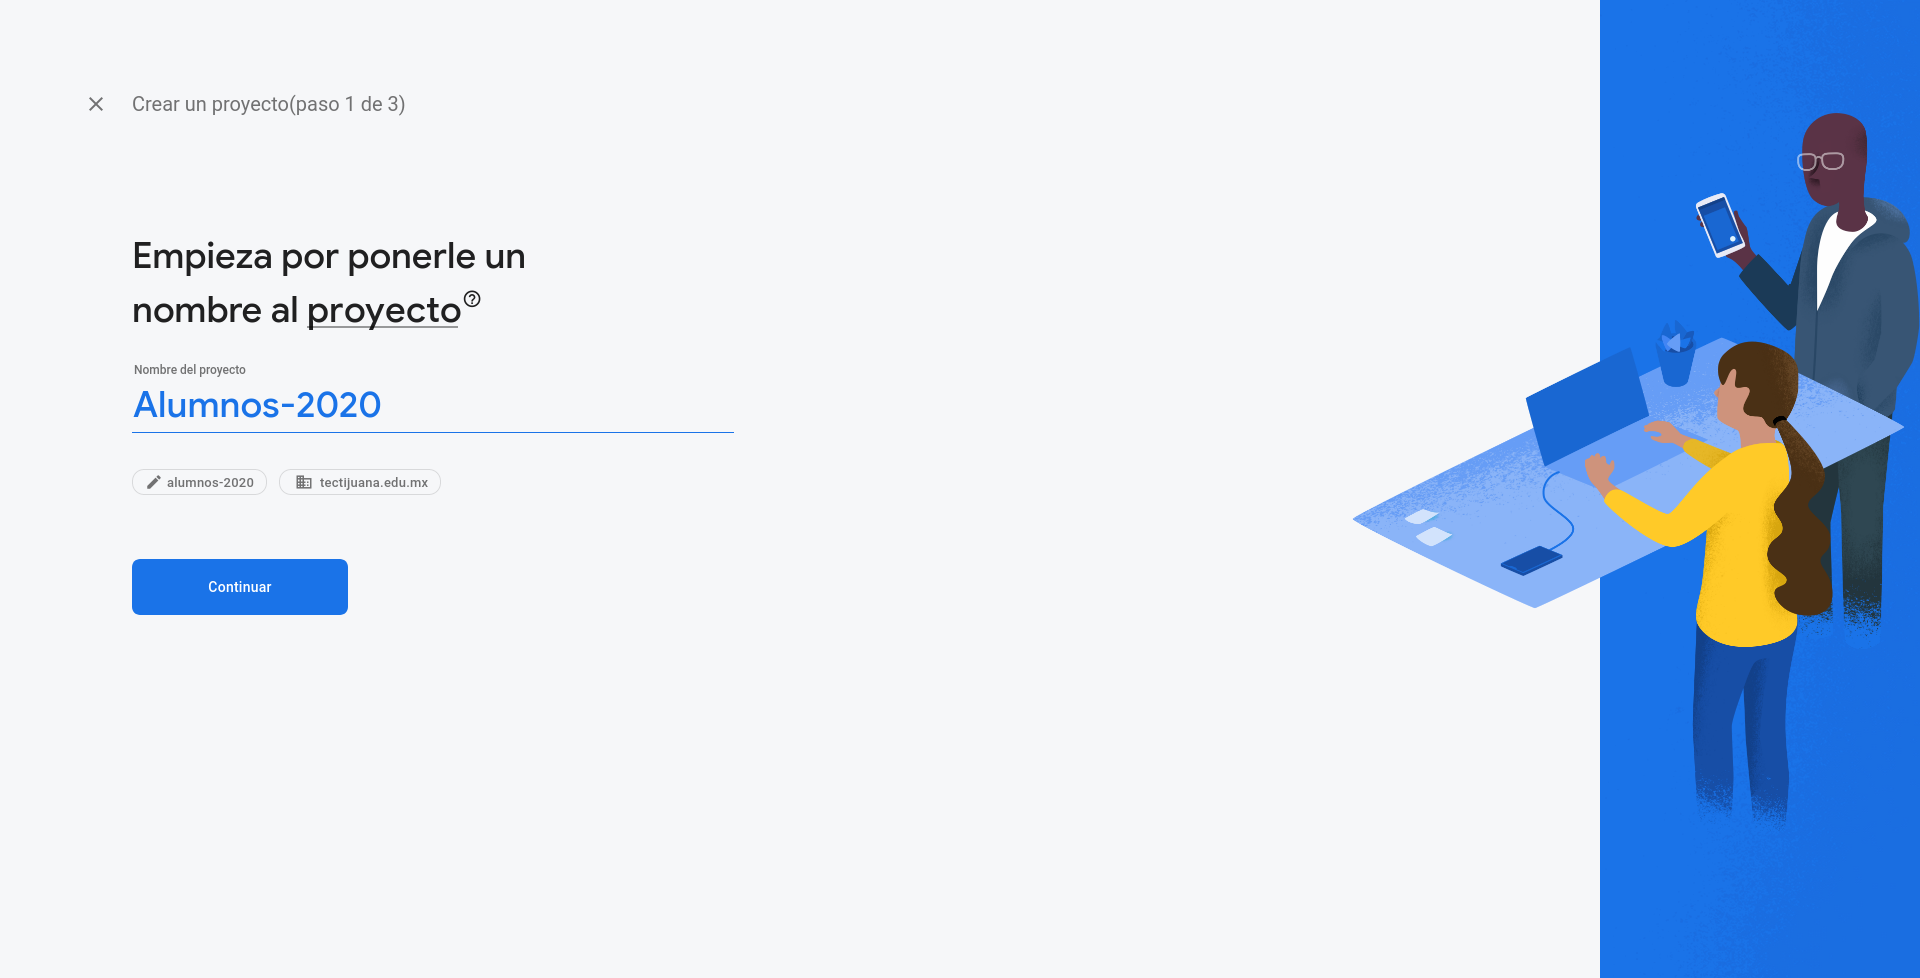 Crear un proyecto(paso 1 de 3)
Empieza por ponerle un
nombre al proyecto
Nombre del proyecto
Alumnos-2020
alumnos-2020
tectijuana.edu.mx
Continuar